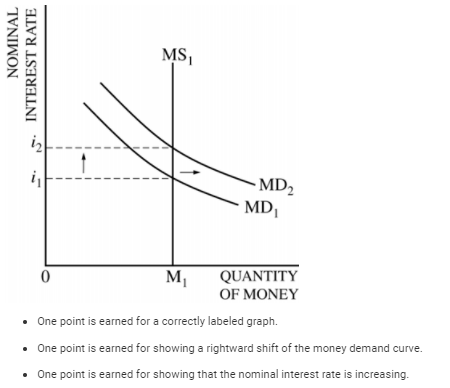 NOMINAL
INTEREST RATE
MS₁
i₂
i₁
MD₂
MD₁
0
M₁
QUANTITY
OF MONEY
• One point is earned for a correctly labeled graph.
• One point is earned for showing a rightward shift of the money demand curve.
• One point is earned for showing that the nominal interest rate is increasing.